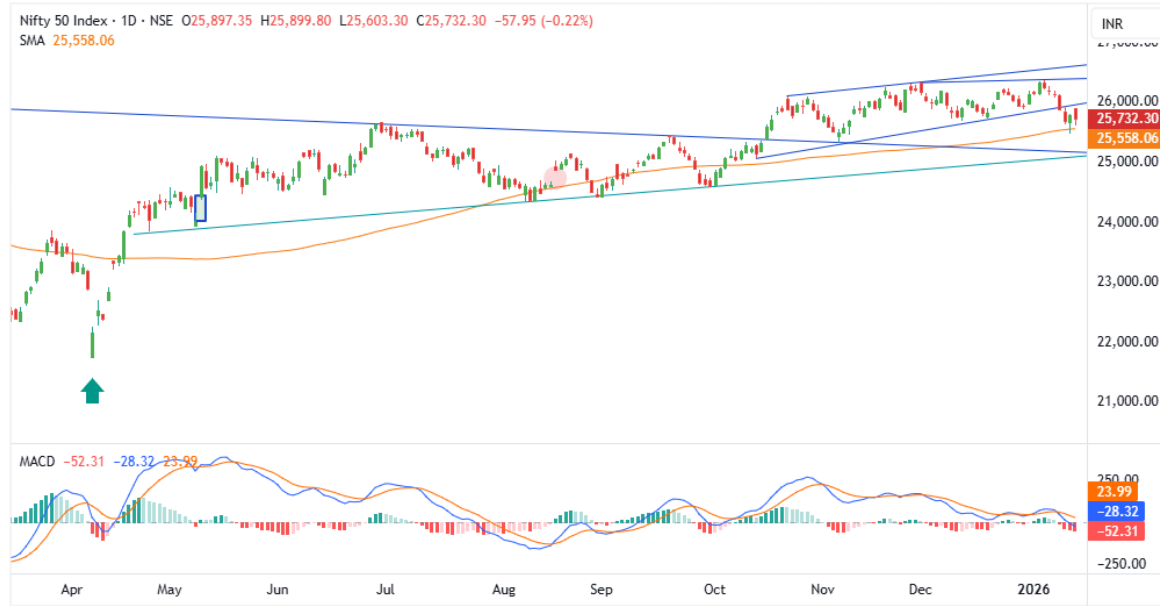 Nifty 50 Index · 1D · NSE O25,897.35 H25,899.80 L25,603.30 C25,732.30 −57.95 (−0.22%)
SMA 25,558.06
INR
27,000.00
26,000.00
25,732.30
25,558.06
25,000.00
24,000.00
23,000.00
22,000.00
21,000.00
MACD −52.31 −28.32 23.99
250.00
23.99
−28.32
−52.31
−250.00
Apr May Jun Jul Aug Sep Oct Nov Dec 2026